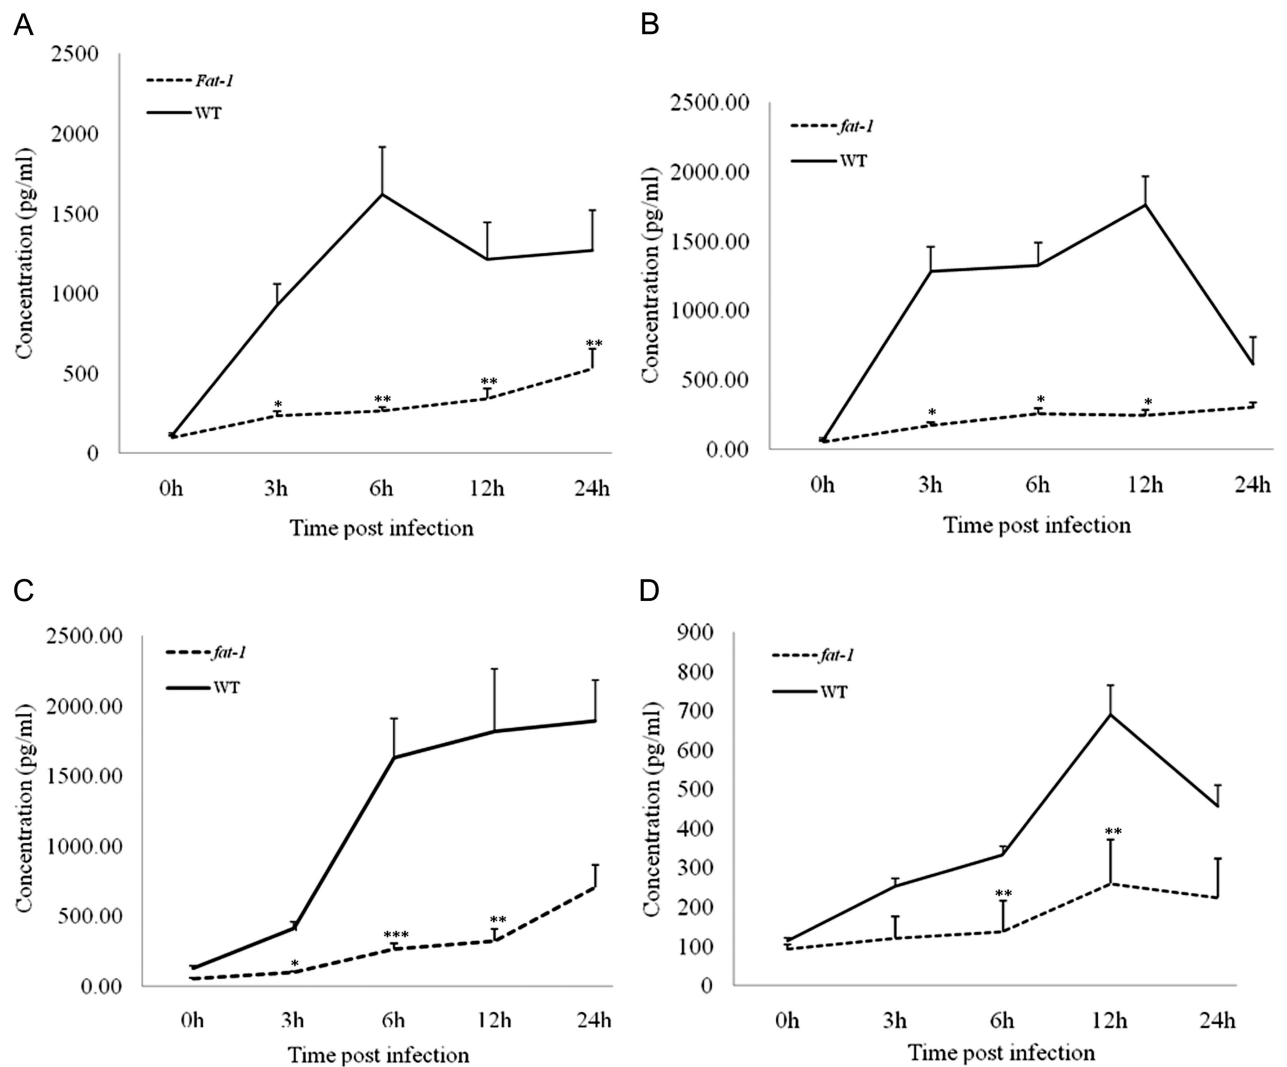 A
2500
2000
1500
1000
500
0
Concentration (pg/ml)
Fat-1
WT
*
**
**
**
0h 3h 6h 12h 24h
Time post infection
B
2500.00
2000.00
1500.00
1000.00
500.00
0.00
Concentration (pg/ml)
fat-1
WT
*
*
*
0h 3h 6h 12h 24h
Time post infection
C
2500.00
2000.00
1500.00
1000.00
500.00
0.00
Concentration (pg/ml)
fat-1
WT
*
***
**
0h 3h 6h 12h 24h
Time post infection
D
900
800
700
600
500
400
300
200
100
0
Concentration (pg/ml)
fat-1
WT
**
**
0h 3h 6h 12h 24h
Time post infection